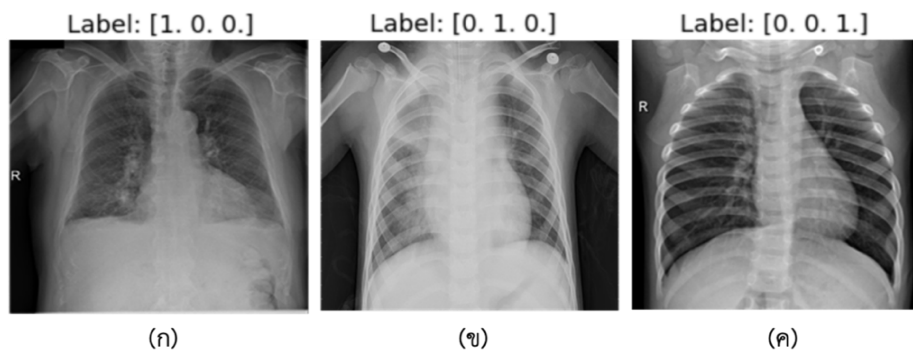 Label: [1. 0. 0.]
Label: [0. 1. 0.]
Label: [0. 0. 1.]
R
R
(ก)
(ข)
(ค)